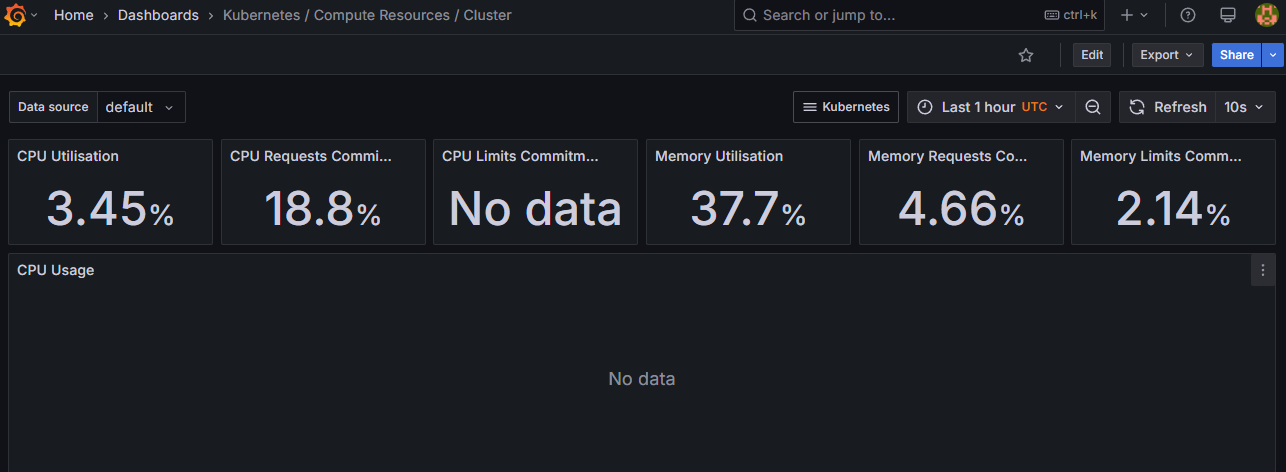 Home > Dashboards > Kubernetes / Compute Resources / Cluster
Search or jump to...
ctrl+k
Edit
Export
Share
Data source
default
Kubernetes
Last 1 hour UTC
Refresh
10s
CPU Utilisation
3.45%
CPU Requests Commi...
18.8%
CPU Limits Commitm...
No data
Memory Utilisation
37.7%
Memory Requests Co...
4.66%
Memory Limits Comm...
2.14%
CPU Usage
No data